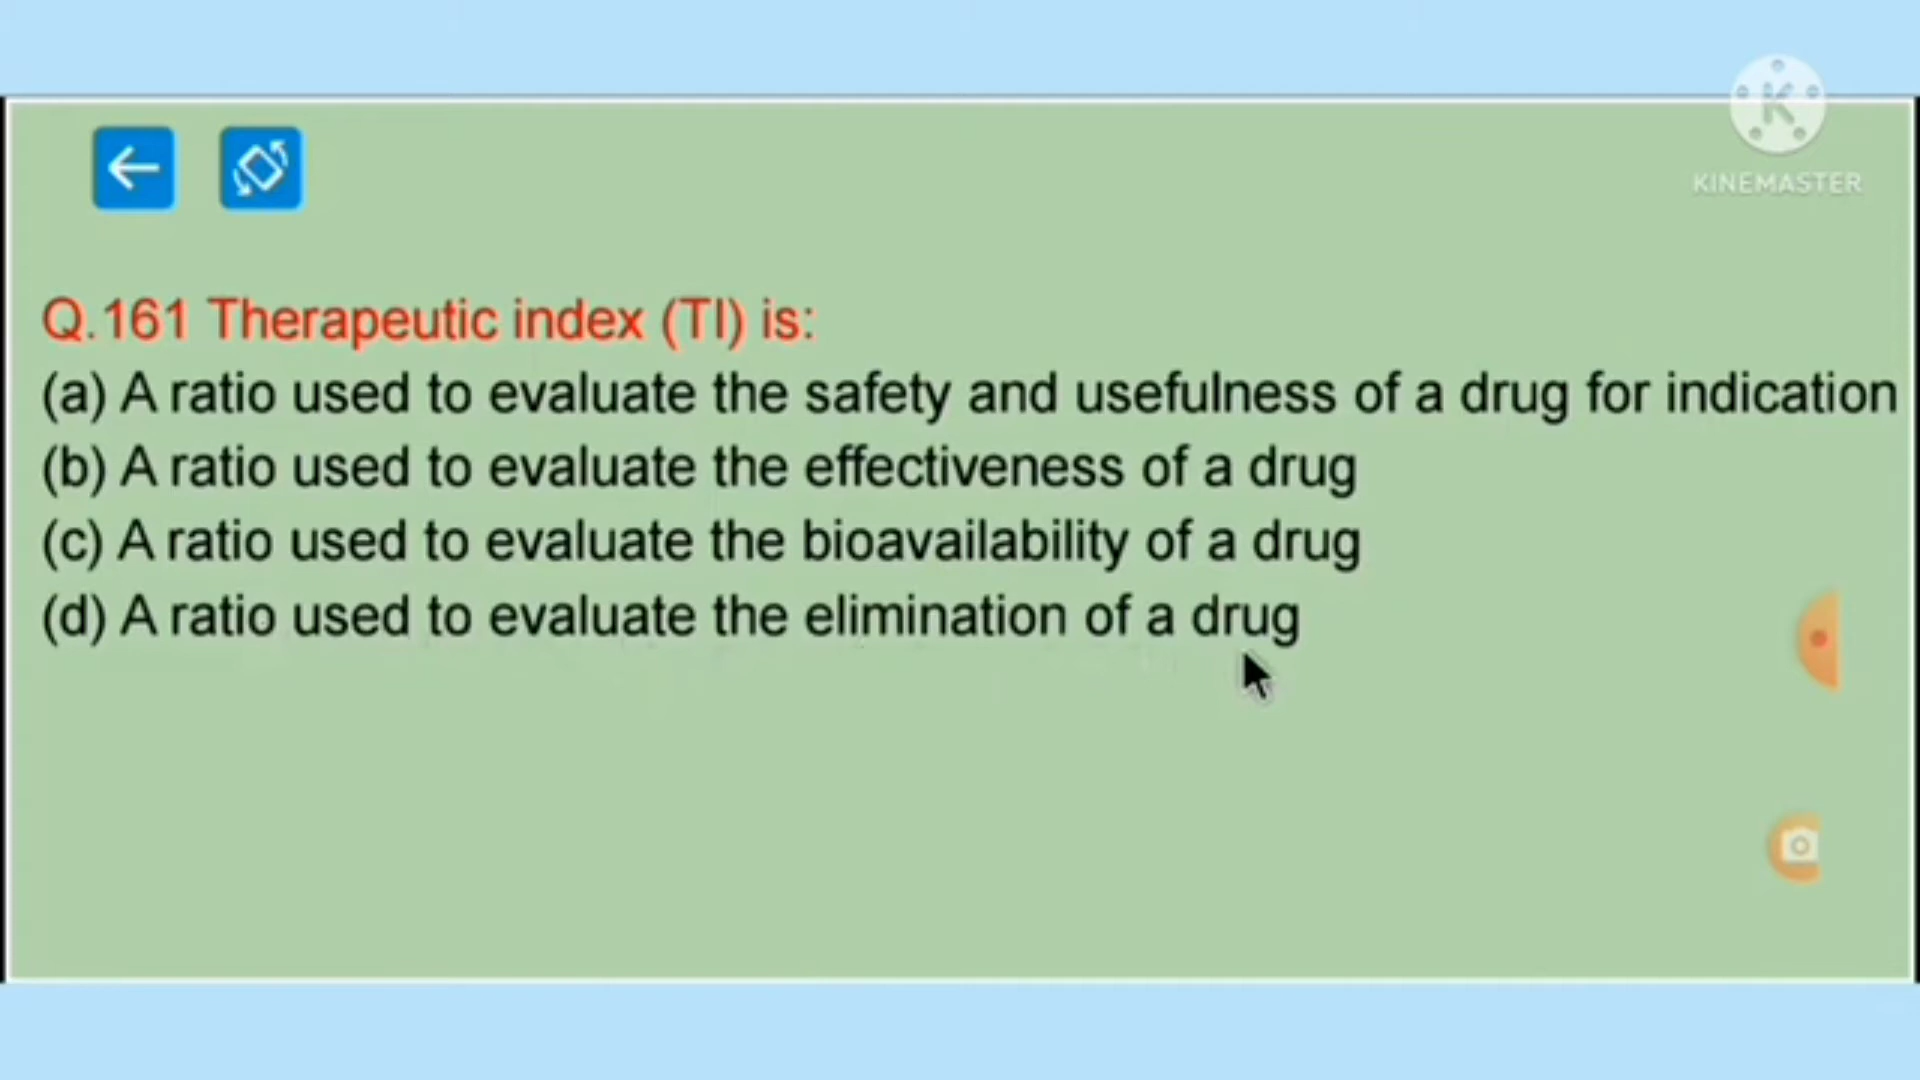 KINEMASTER
Q.161 Therapeutic index (TI) is:
(a) A ratio used to evaluate the safety and usefulness of a drug for indication
(b) A ratio used to evaluate the effectiveness of a drug
(c) A ratio used to evaluate the bioavailability of a drug
(d) A ratio used to evaluate the elimination of a drug